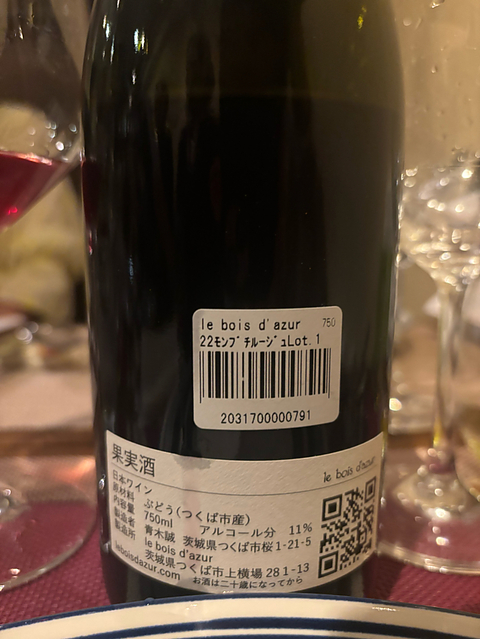 le bois d'azur 750
22ﾓﾝﾌﾟﾁﾙｰｼﾞｭLot.1
2031700000791
果実酒
le bois d'azur
日本ワイン
原材料 ぶどう(つくば市産)
内容量 750ml アルコール分 11%
製造者 青木誠 茨城県つくば市桜1-21-5
製造所 le bois d'azur
茨城県つくば市上横場281-13
leboisdazur.com お酒は二十歳になってから